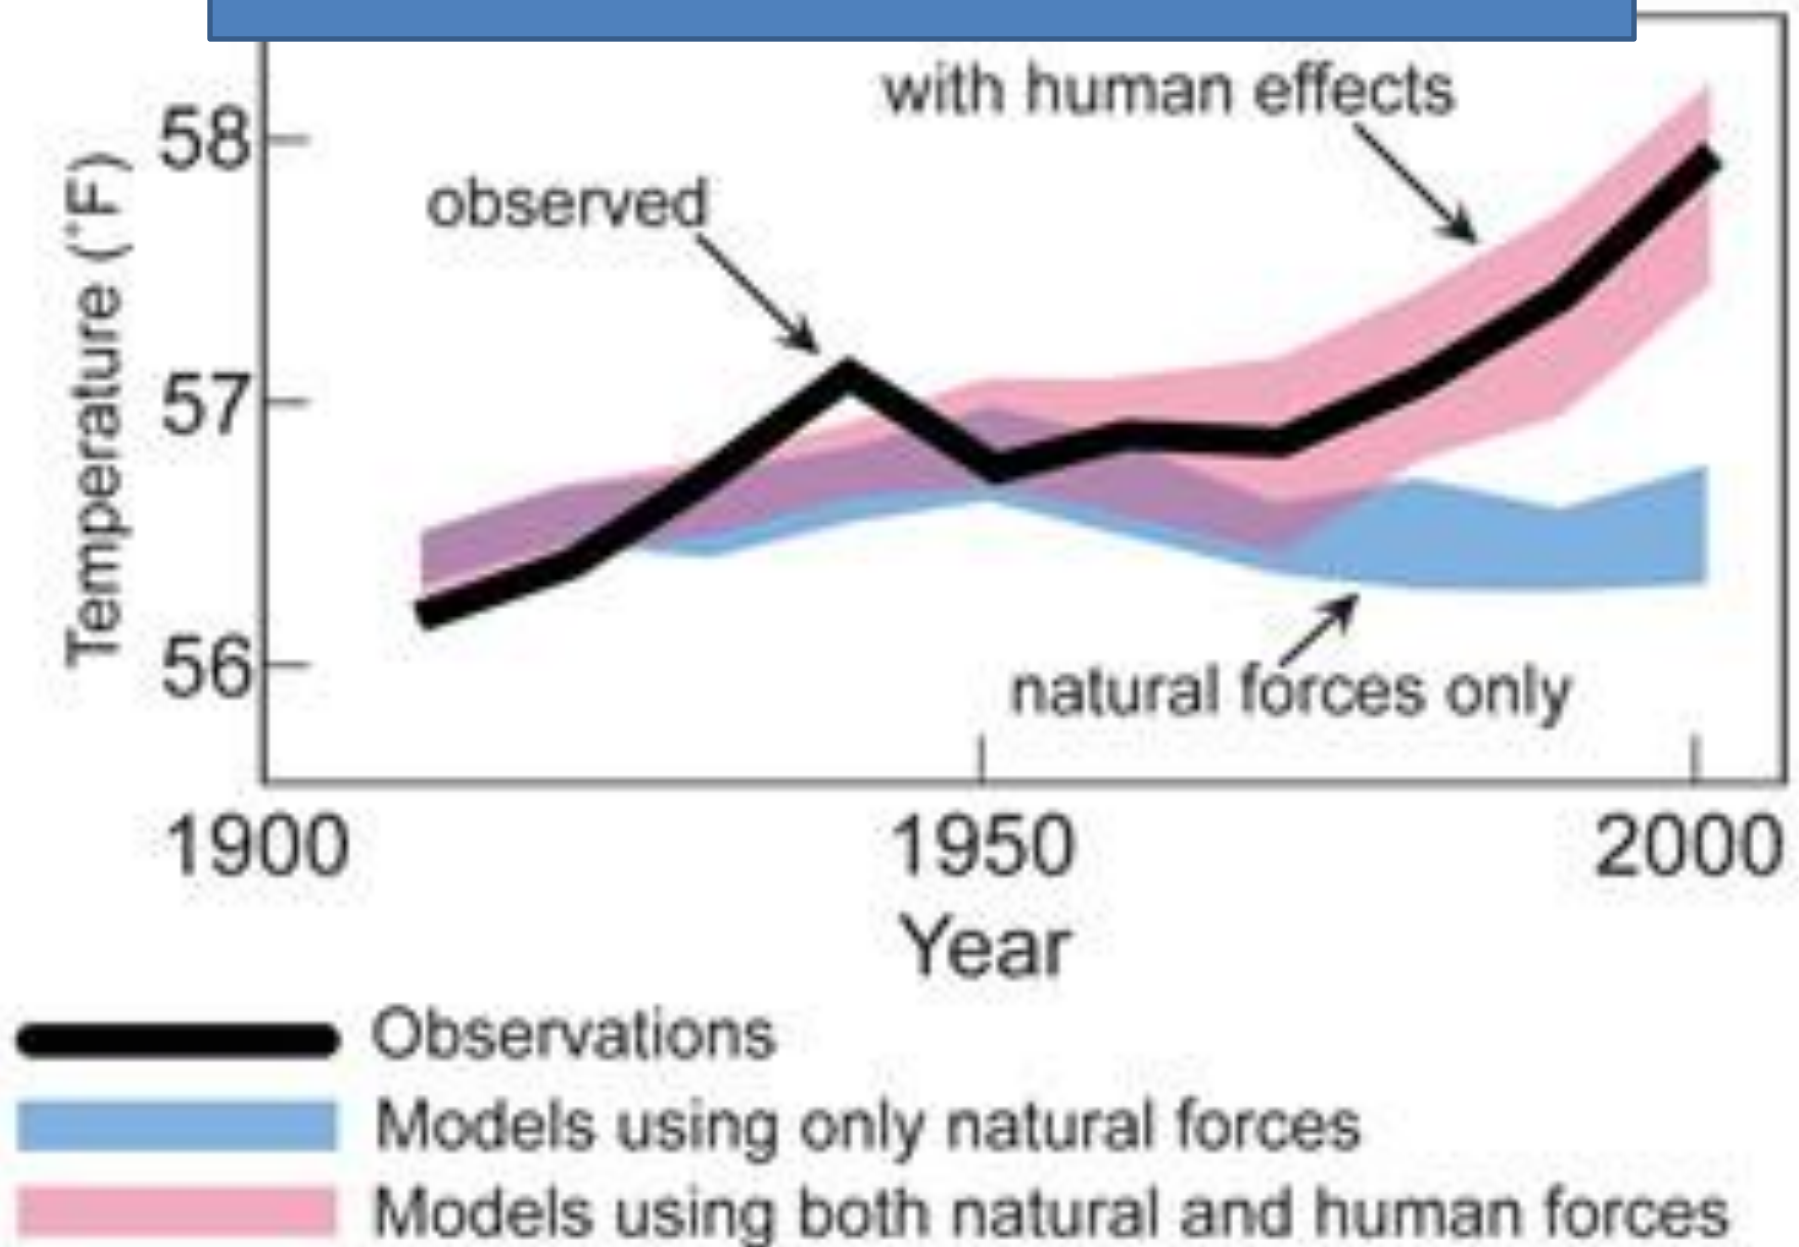 with human effects
58
observed
Temperature (°F)
57
56
natural forces only
1900 1950 2000
Year
Observations
Models using only natural forces
Models using both natural and human forces